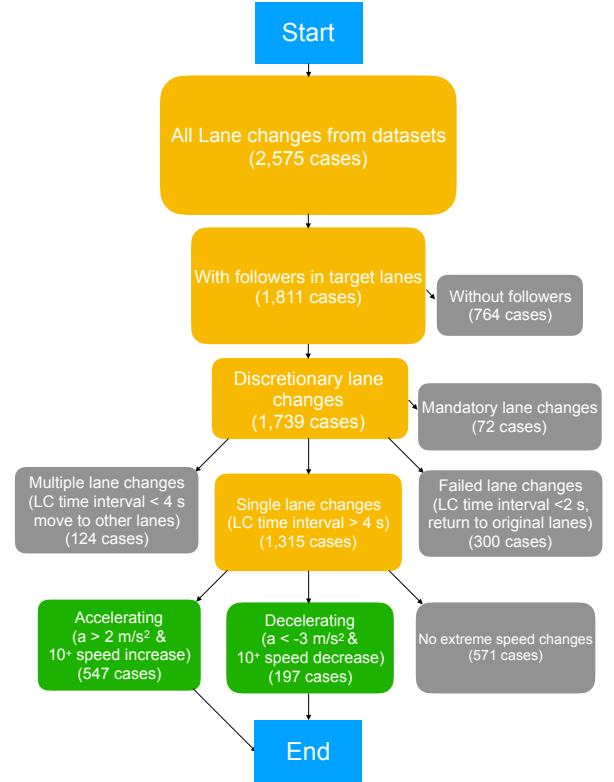 Start
All Lane changes from datasets
(2,575 cases)
With followers in target lanes
(1,811 cases)
Without followers
(764 cases)
Discretionary lane
changes
(1,739 cases)
Mandatory lane changes
(72 cases)
Multiple lane changes
(LC time interval < 4 s
move to other lanes)
(124 cases)
Single lane changes
(LC time interval > 4 s)
(1,315 cases)
Failed lane changes
(LC time interval <2 s,
return to original lanes)
(300 cases)
Accelerating
(a > 2 m/s² &
10⁺ speed increase)
(547 cases)
Decelerating
(a < -3 m/s² &
10⁺ speed decrease)
(197 cases)
No extreme speed changes
(571 cases)
End